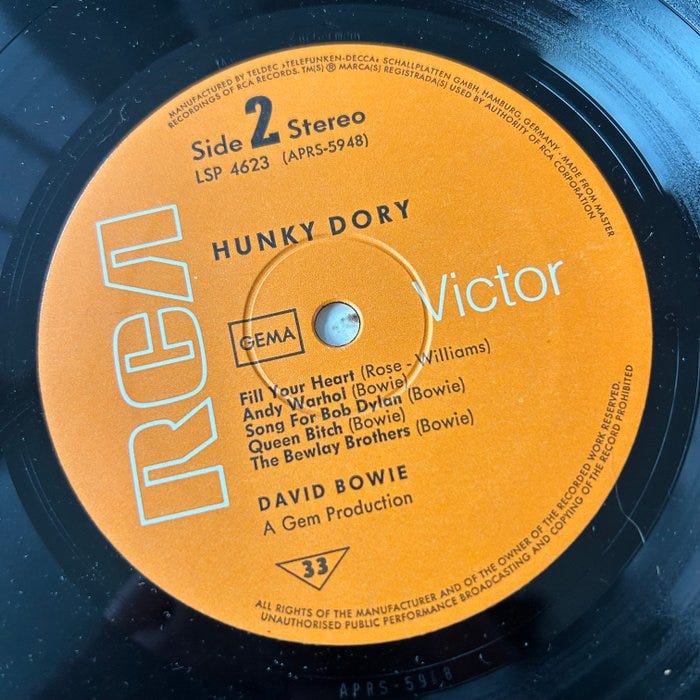 MANUFACTURED BY TELDEC »TELEFUNKEN-DECCA« SCHALLPLATTEN GMBH, HAMBURG, GERMANY - MADE FROM MASTER
RECORDINGS OF RCA RECORDS. TM(S) ® MARCA(S) REGISTRADA(S) USED BY AUTHORITY OF RCA CORPORATION
Side 2 Stereo
LSP 4623 (APRS-5948)
HUNKY DORY
RCA
Victor
GEMA
Fill Your Heart (Rose - Williams)
Andy Warhol (Bowie)
Song For Bob Dylan (Bowie)
Queen Bitch (Bowie)
The Bewlay Brothers (Bowie)
DAVID BOWIE
A Gem Production
33
ALL RIGHTS OF THE MANUFACTURER AND OF THE OWNER OF THE RECORDED WORK RESERVED.
UNAUTHORISED PUBLIC PERFORMANCE BROADCASTING AND COPYING OF THE RECORD PROHIBITED